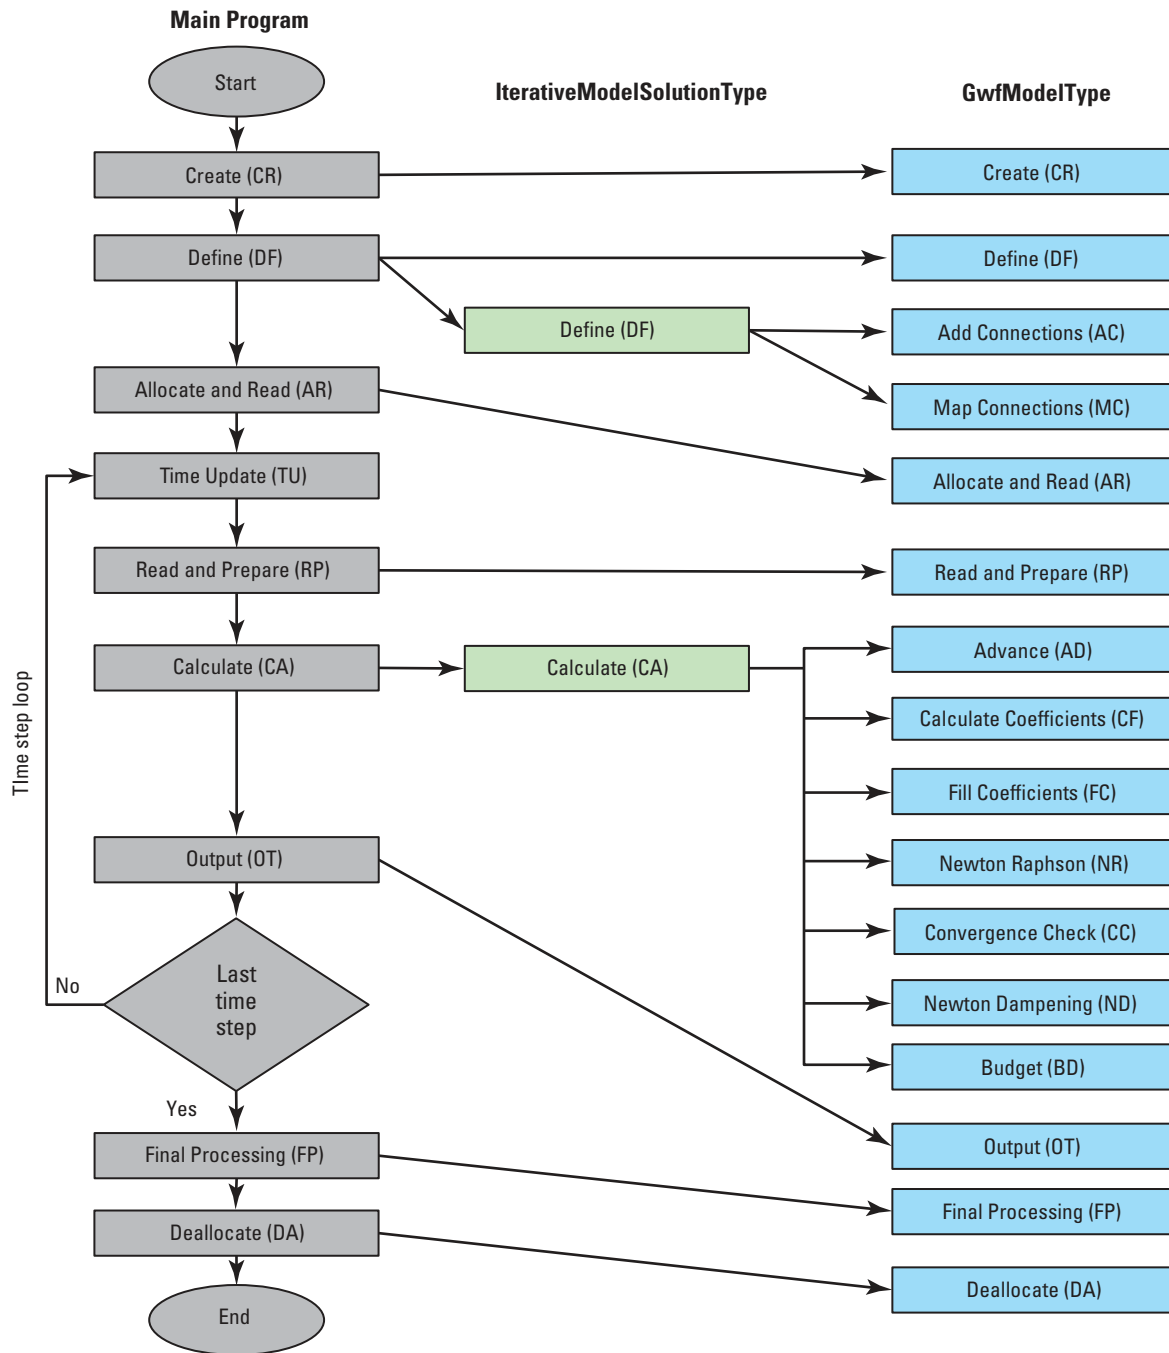 Main Program
IterativeModelSolutionType
GwfModelType
Start
Create (CR)
Create (CR)
Define (DF)
Define (DF)
Define (DF)
Add Connections (AC)
Map Connections (MC)
Allocate and Read (AR)
Allocate and Read (AR)
Time Update (TU)
Read and Prepare (RP)
Read and Prepare (RP)
Calculate (CA)
Calculate (CA)
Advance (AD)
Calculate Coefficients (CF)
Fill Coefficients (FC)
Newton Raphson (NR)
Convergence Check (CC)
Newton Dampening (ND)
Budget (BD)
TIme step loop
Output (OT)
Output (OT)
Last
time
step
No
Yes
Final Processing (FP)
Final Processing (FP)
Deallocate (DA)
Deallocate (DA)
End